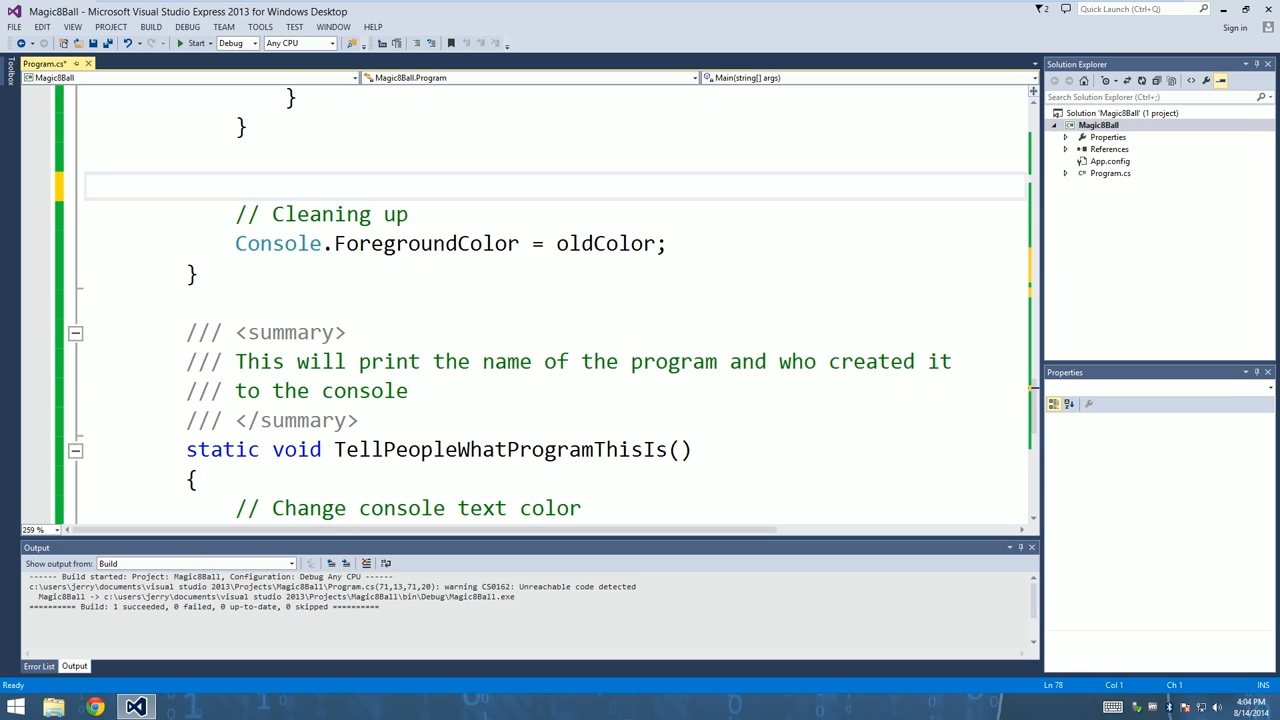 Magic8Ball - Microsoft Visual Studio Express 2013 for Windows Desktop
2
Quick Launch (Ctrl+Q)
FILE EDIT VIEW PROJECT BUILD DEBUG TEAM TOOLS TEST WINDOW HELP
Sign in
Start Debug Any CPU
Toolbox
Program.cs*
Magic8Ball Magic8Ball.Program Main(string[] args)
}
}
// Cleaning up
Console.ForegroundColor = oldColor;
}
/// <summary>
/// This will print the name of the program and who created it
/// to the console
/// </summary>
static void TellPeopleWhatProgramThisIs()
{
// Change console text color
259 %
Solution Explorer
Search Solution Explorer (Ctrl+;)
Solution 'Magic8Ball' (1 project)
Magic8Ball
Properties
References
App.config
Program.cs
Properties
Output
Show output from: Build
------ Build started: Project: Magic8Ball, Configuration: Debug Any CPU ------
c:\users\jerry\documents\visual studio 2013\Projects\Magic8Ball\Program.cs(71,13,71,20): warning CS0162: Unreachable code detected
Magic8Ball -> c:\users\jerry\documents\visual studio 2013\Projects\Magic8Ball\bin\Debug\Magic8Ball.exe
========== Build: 1 succeeded, 0 failed, 0 up-to-date, 0 skipped ==========
Error List Output
Ready Ln 78 Col 1 Ch 1 INS
4:04 PM
8/14/2014